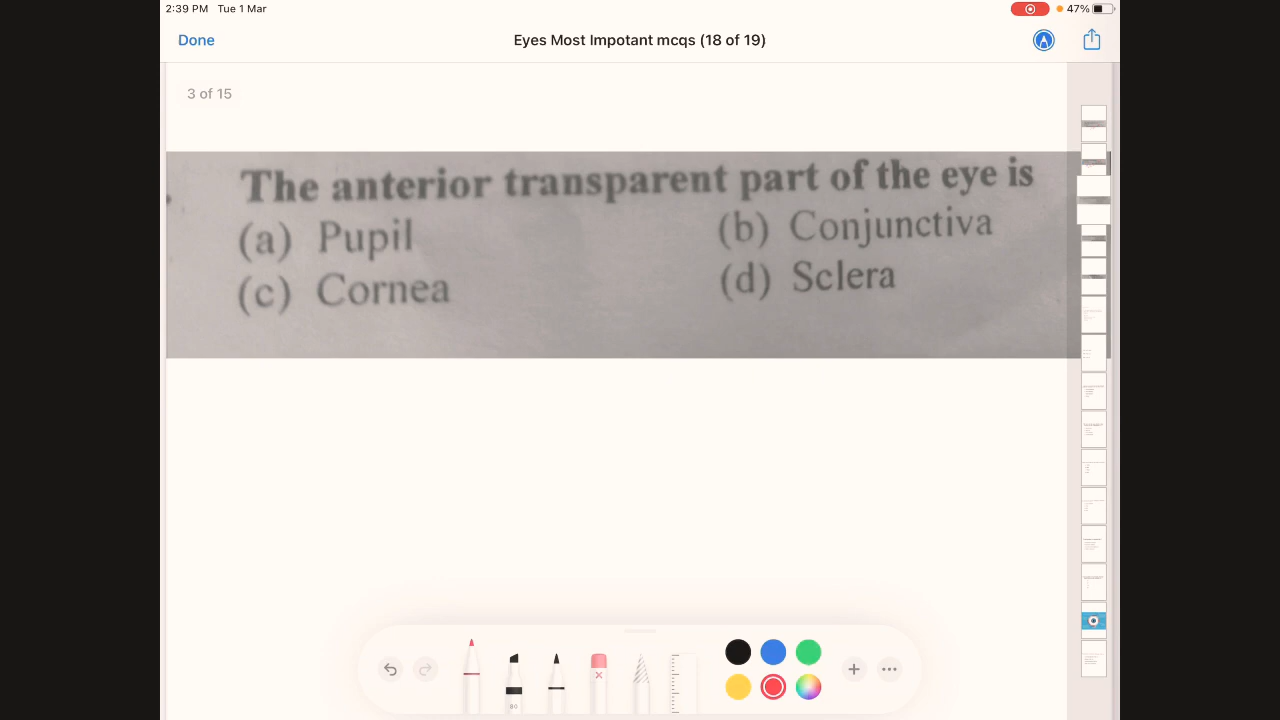 2:39 PM Tue 1 Mar
47%
Done
Eyes Most Impotant mcqs (18 of 19)
3 of 15
The anterior transparent part of the eye is
(a) Pupil
(b) Conjunctiva
(c) Cornea
(d) Sclera
80